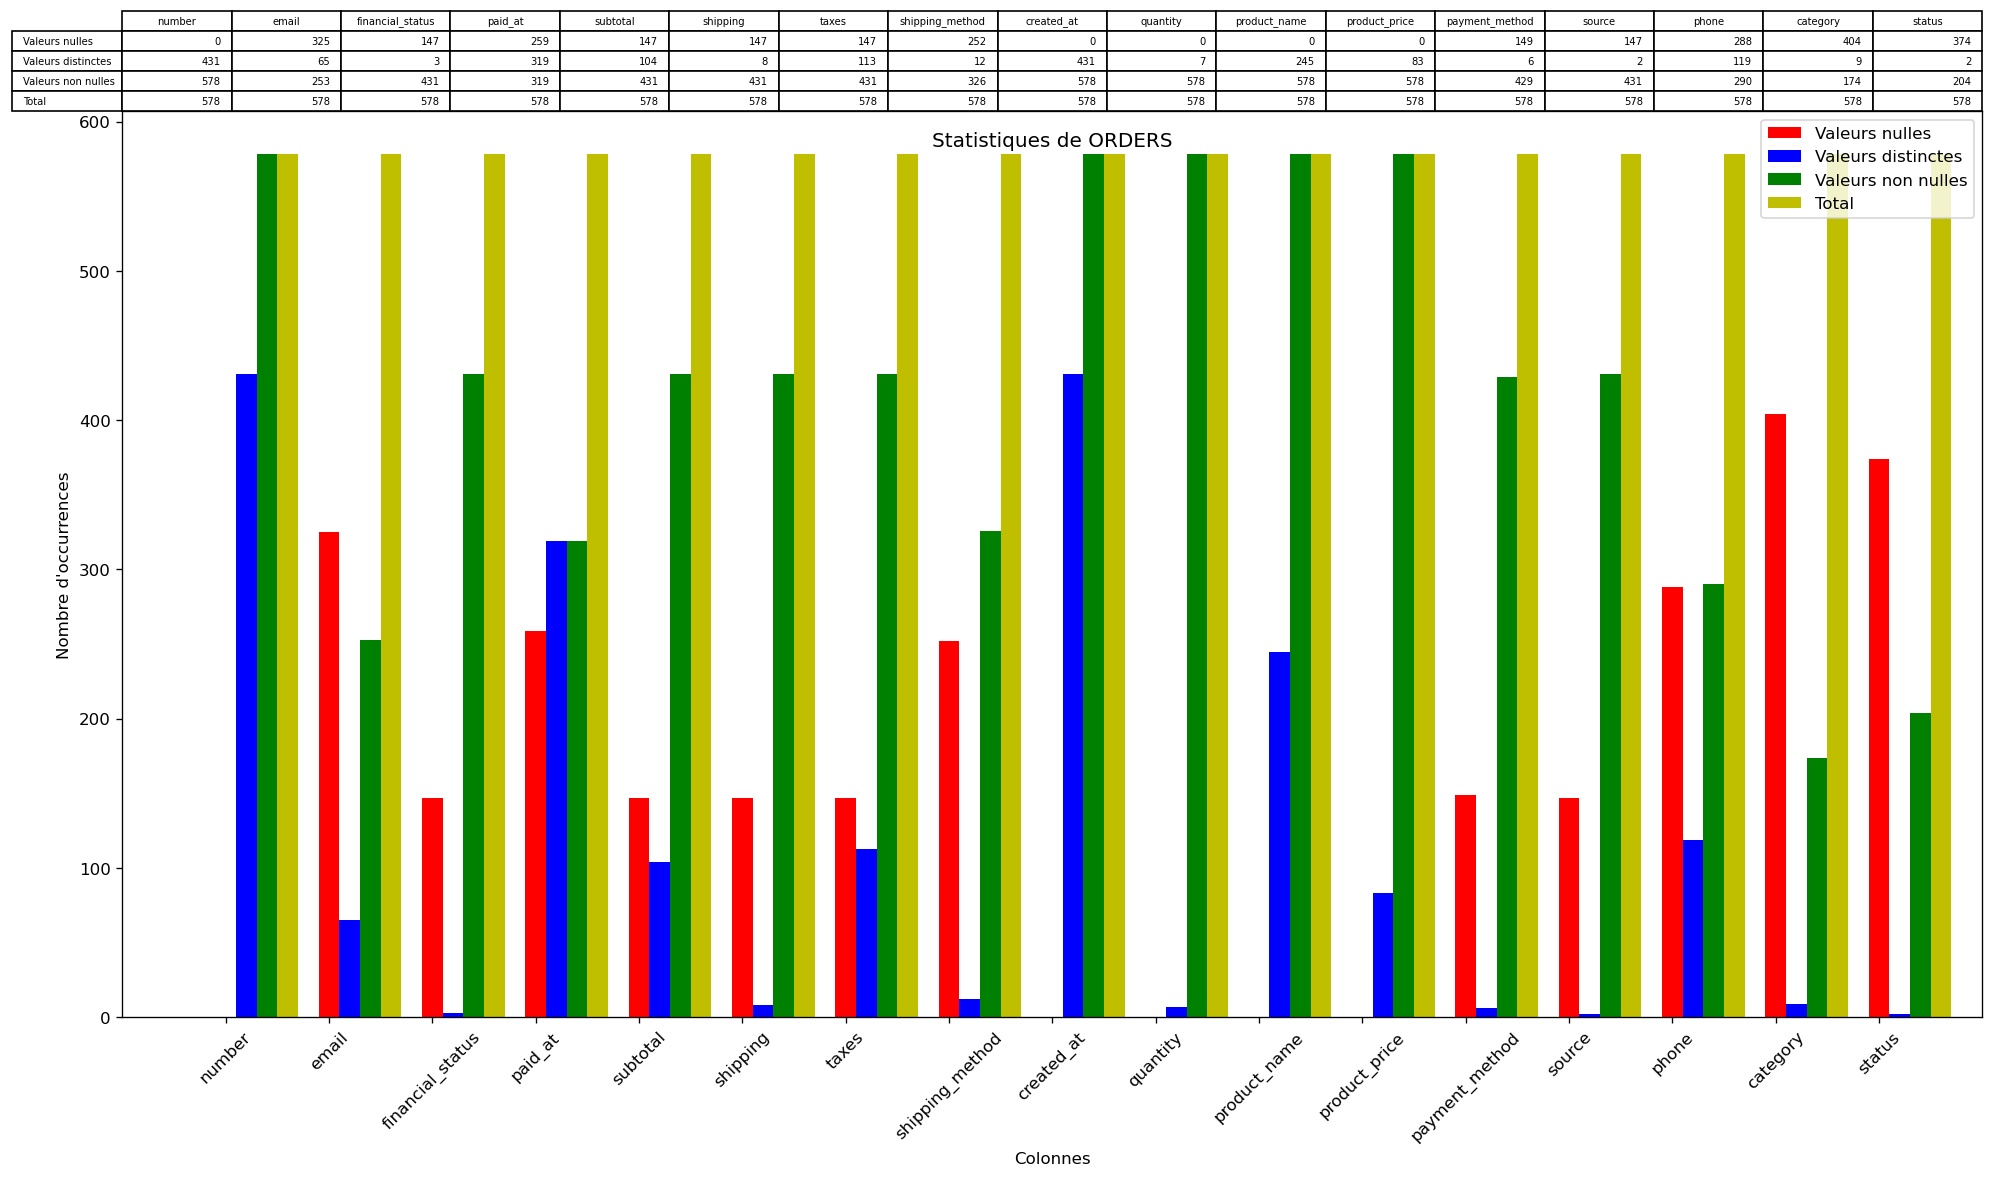 number email financial_status paid_at subtotal shipping taxes shipping_method created_at quantity product_name product_price payment_method source phone category status
Valeurs nulles 0 325 147 259 147 147 147 252 0 0 0 0 149 147 288 404 374
Valeurs distinctes 431 65 3 319 104 8 113 12 431 7 245 83 6 2 119 9 2
Valeurs non nulles 578 253 431 319 431 431 431 326 578 578 578 578 429 431 290 174 204
Total 578 578 578 578 578 578 578 578 578 578 578 578 578 578 578 578 578
Statistiques de ORDERS
Valeurs nulles
Valeurs distinctes
Valeurs non nulles
Total
600
500
400
300
200
100
0
Nombre d'occurrences
number email financial_status paid_at subtotal shipping taxes shipping_method created_at quantity product_name product_price payment_method source phone category status
Colonnes